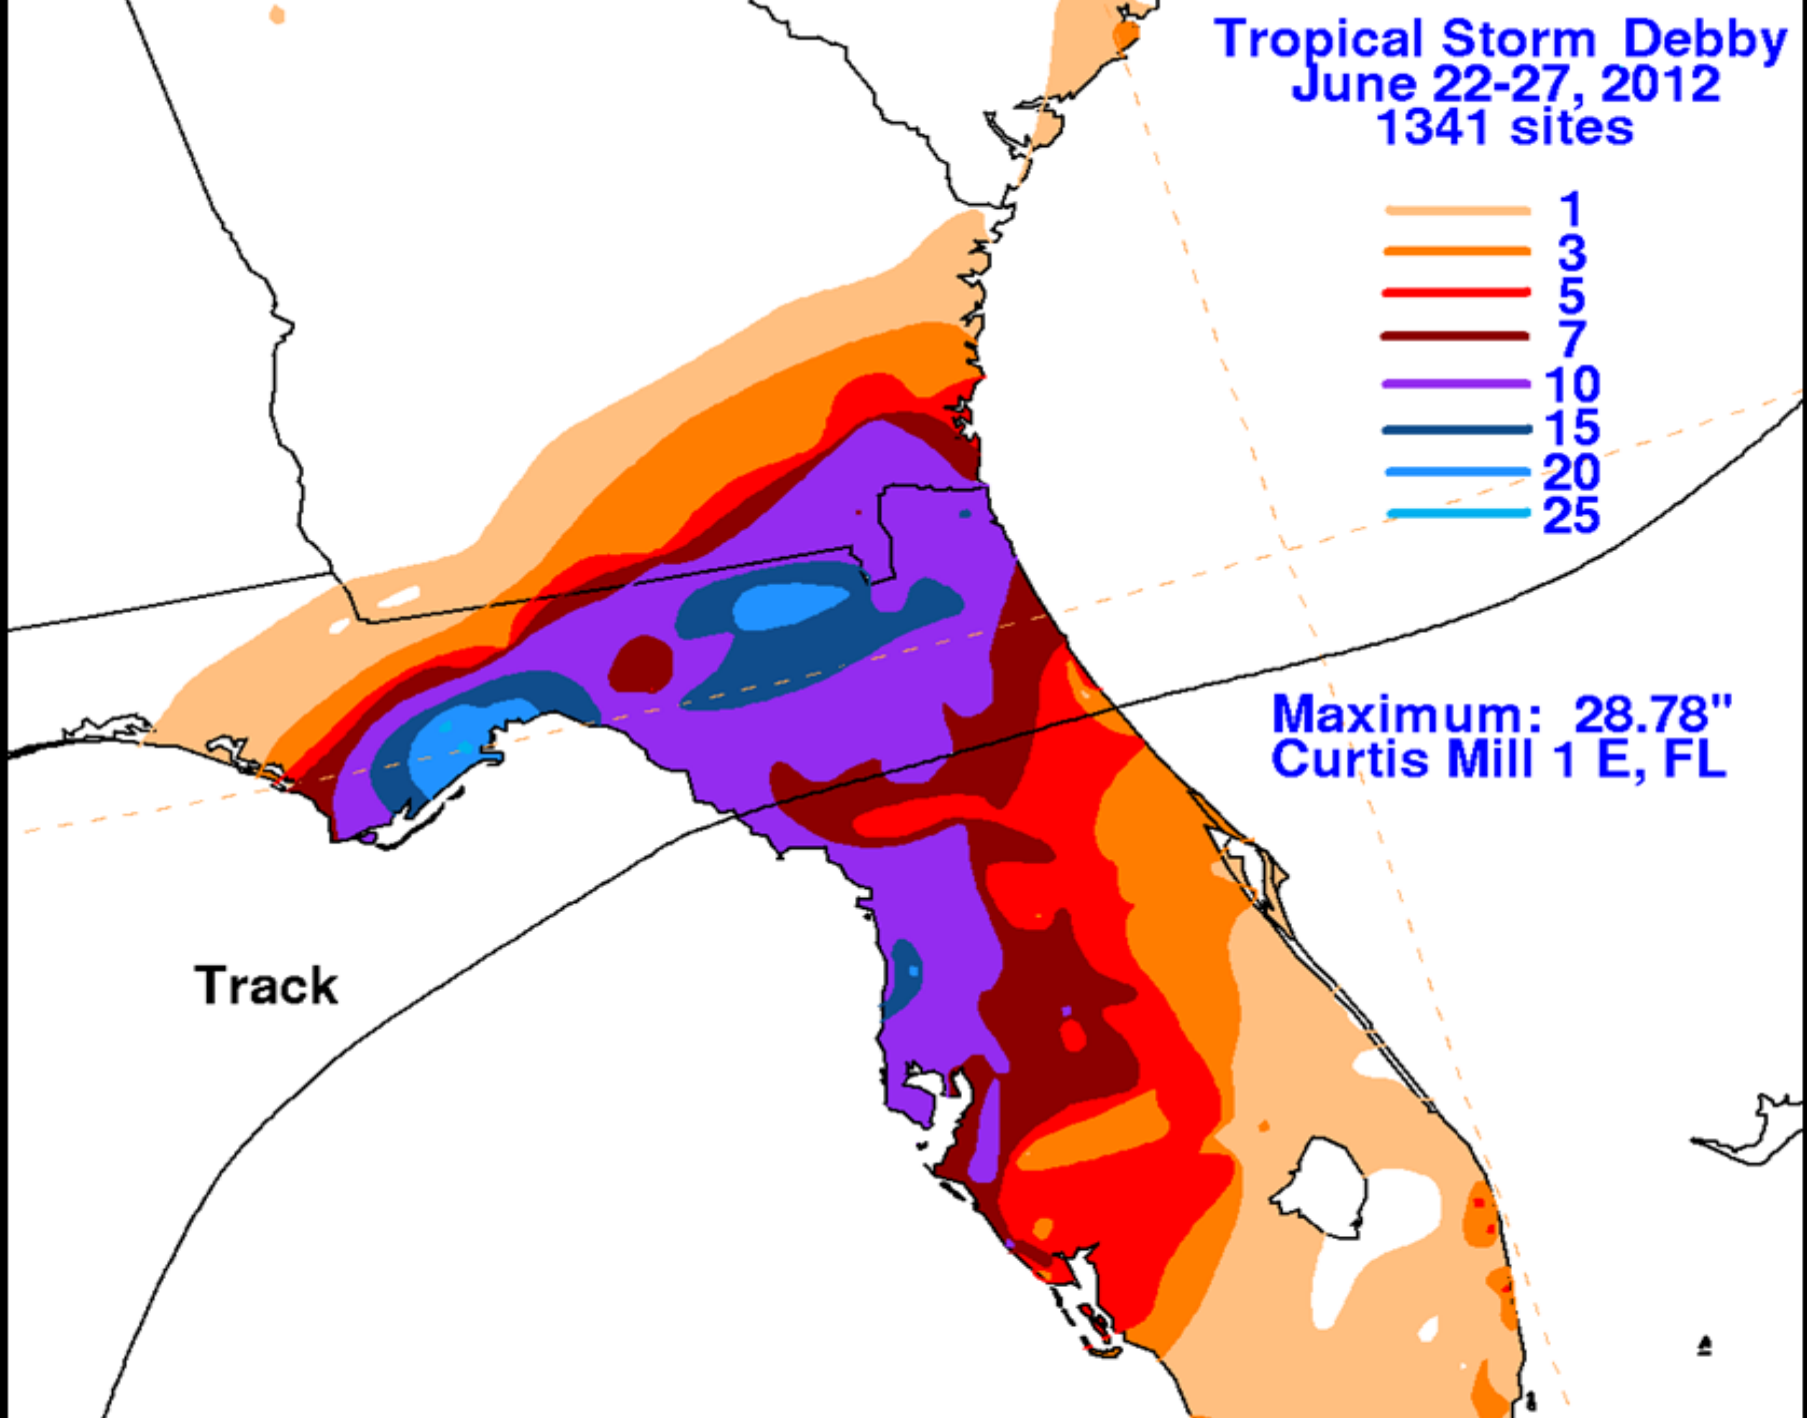 Tropical Storm Debby
June 22-27, 2012
1341 sites
1
3
5
7
10
15
20
25
Maximum: 28.78"
Curtis Mill 1 E, FL
Track